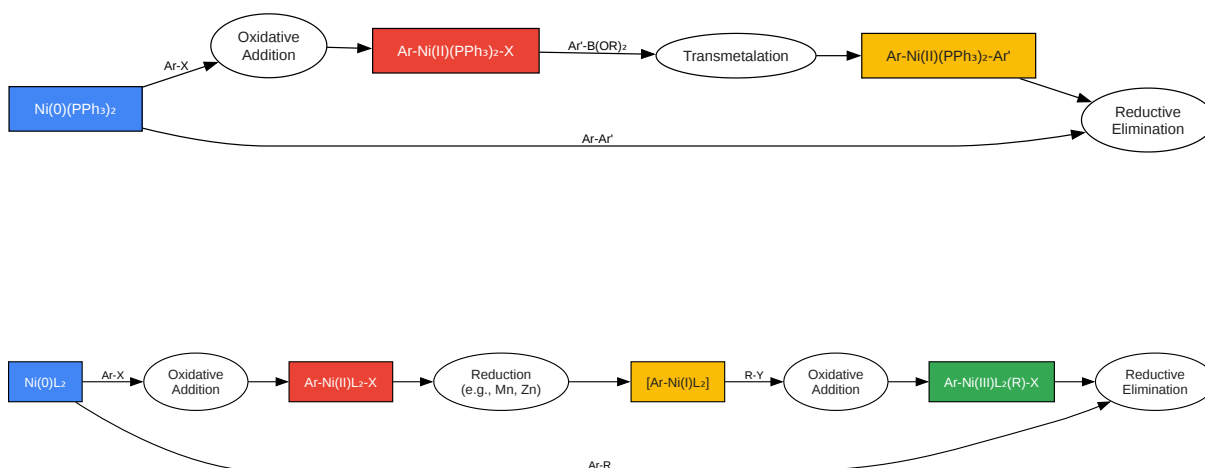 Oxidative
Addition
Ar-Ni(II)(PPh₃)₂-X
Ar'-B(OR)₂
Transmetalation
Ar-Ni(II)(PPh₃)₂-Ar'
Ar-X
Ni(0)(PPh₃)₂
Reductive
Elimination
Ar-Ar'
Ni(0)L₂
Ar-X
Oxidative
Addition
Ar-Ni(II)L₂-X
Reduction
(e.g., Mn, Zn)
[Ar-Ni(I)L₂]
R-Y
Oxidative
Addition
Ar-Ni(III)L₂(R)-X
Reductive
Elimination
Ar-R